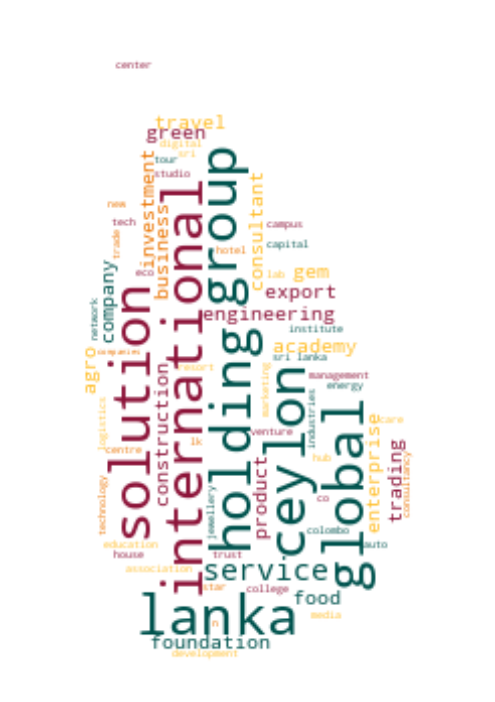 center
travel
green
digital
sri
tour
studio
investment
business
international
group
holding
consultant
new
tech
trade
campus
capital
hotel
eco
lab
gem
company
network
export
engineering
institute
solution
companies
academy
sri lanka
agro
resort
construction
ceylon
marketing
management
energy
industries
global
logistics
lk
venture
care
enterprise
trading
consultancy
centre
hub
product
technology
jewellery
co
colombo
auto
education
house
trust
association
service
star
college
food
lanka
n
media
foundation
development